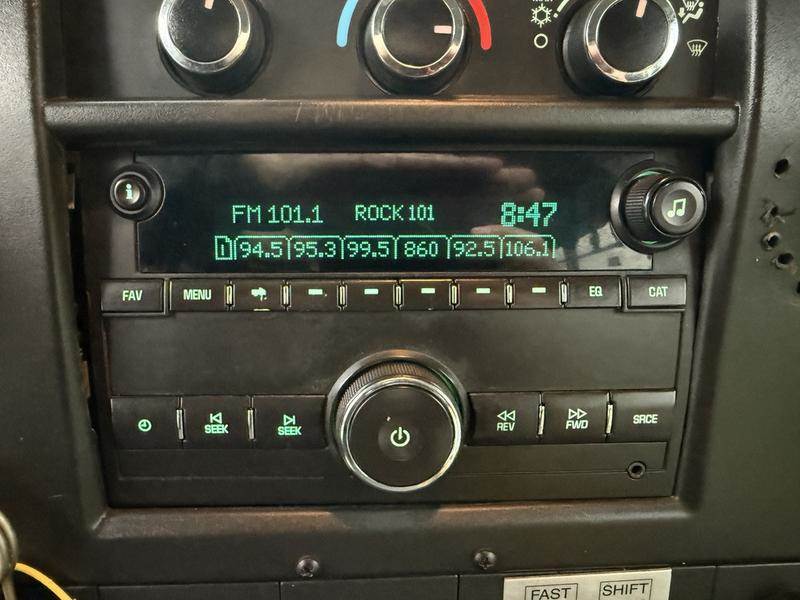 FM 101.1 ROCK 101 8:47
1 94.5 95.3 99.5 860 92.5 106.1
FAV MENU EQ CAT
SEEK SEEK REV FWD SRCE
FAST SHIFT